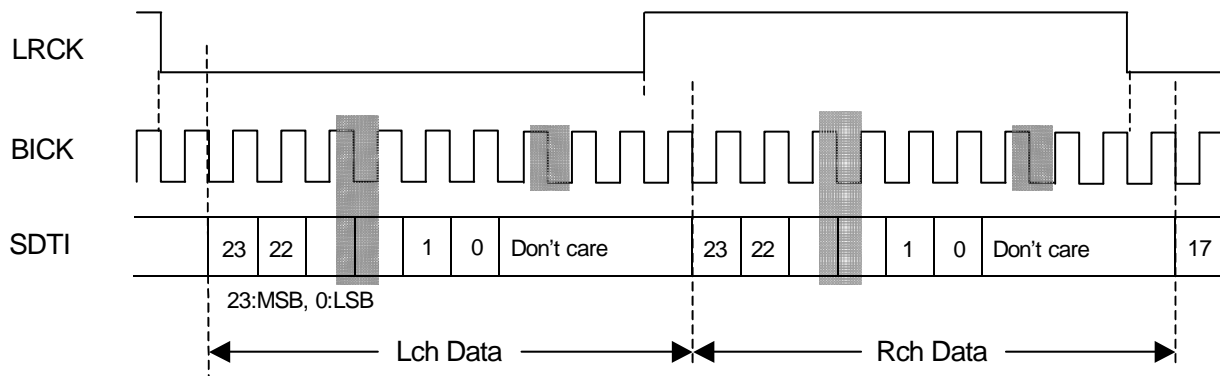 LRCK
BICK
SDTI 23 22 1 0 Don't care 23 22 1 0 Don't care 17
23:MSB, 0:LSB
Lch Data Rch Data